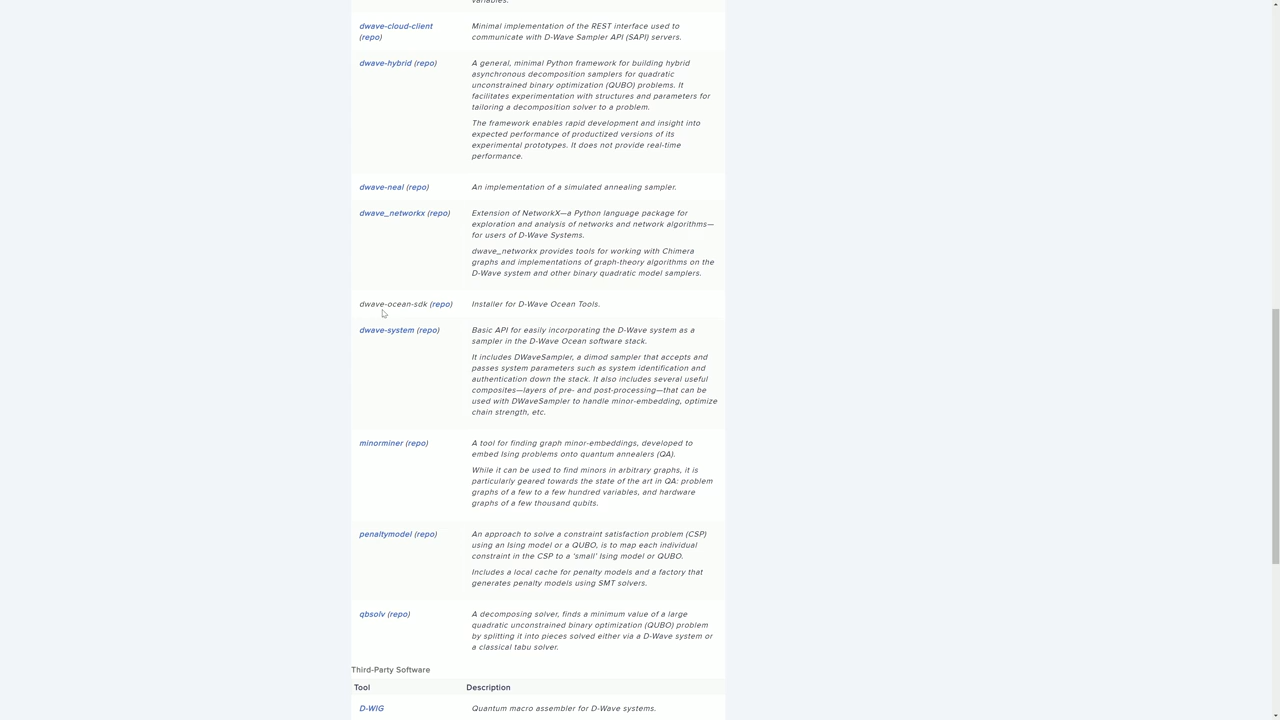 variables.
dwave-cloud-client
(repo)
Minimal implementation of the REST interface used to
communicate with D-Wave Sampler API (SAPI) servers.
dwave-hybrid (repo)
A general, minimal Python framework for building hybrid
asynchronous decomposition samplers for quadratic
unconstrained binary optimization (QUBO) problems. It
facilitates experimentation with structures and parameters for
tailoring a decomposition solver to a problem.
The framework enables rapid development and insight into
expected performance of productized versions of its
experimental prototypes. It does not provide real-time
performance.
dwave-neal (repo)
An implementation of a simulated annealing sampler.
dwave_networkx (repo)
Extension of NetworkX—a Python language package for
exploration and analysis of networks and network algorithms—
for users of D-Wave Systems.
dwave_networkx provides tools for working with Chimera
graphs and implementations of graph-theory algorithms on the
D-Wave system and other binary quadratic model samplers.
dwave-ocean-sdk (repo)
Installer for D-Wave Ocean Tools.
dwave-system (repo)
Basic API for easily incorporating the D-Wave system as a
sampler in the D-Wave Ocean software stack.
It includes DWaveSampler, a dimod sampler that accepts and
passes system parameters such as system identification and
authentication down the stack. It also includes several useful
composites—layers of pre- and post-processing—that can be
used with DWaveSampler to handle minor-embedding, optimize
chain strength, etc.
minorminer (repo)
A tool for finding graph minor-embeddings, developed to
embed Ising problems onto quantum annealers (QA).
While it can be used to find minors in arbitrary graphs, it is
particularly geared towards the state of the art in QA: problem
graphs of a few to a few hundred variables, and hardware
graphs of a few thousand qubits.
penaltymodel (repo)
An approach to solve a constraint satisfaction problem (CSP)
using an Ising model or a QUBO, is to map each individual
constraint in the CSP to a 'small' Ising model or QUBO.
Includes a local cache for penalty models and a factory that
generates penalty models using SMT solvers.
qbsolv (repo)
A decomposing solver, finds a minimum value of a large
quadratic unconstrained binary optimization (QUBO) problem
by splitting it into pieces solved either via a D-Wave system or
a classical tabu solver.
Third-Party Software
Tool
Description
D-WIG
Quantum macro assembler for D-Wave systems.